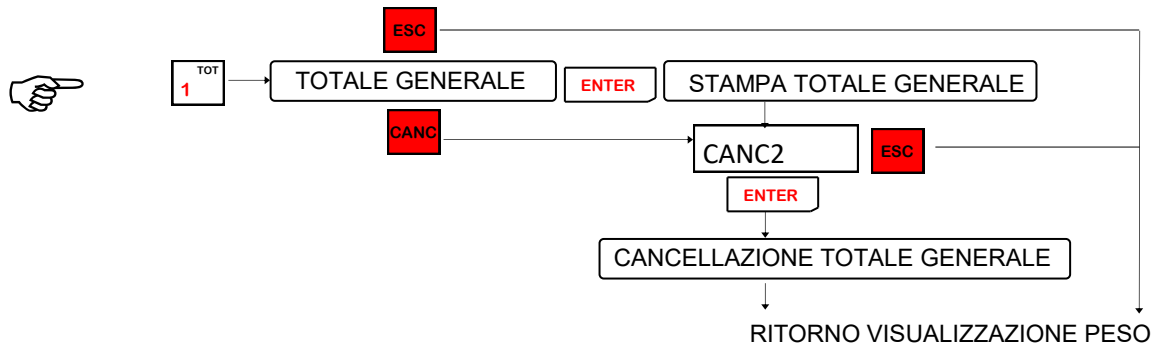 ESC
TOT
1
TOTALE GENERALE
ENTER
STAMPA TOTALE GENERALE
CANC
CANC2
ESC
ENTER
CANCELLAZIONE TOTALE GENERALE
RITORNO VISUALIZZAZIONE PESO